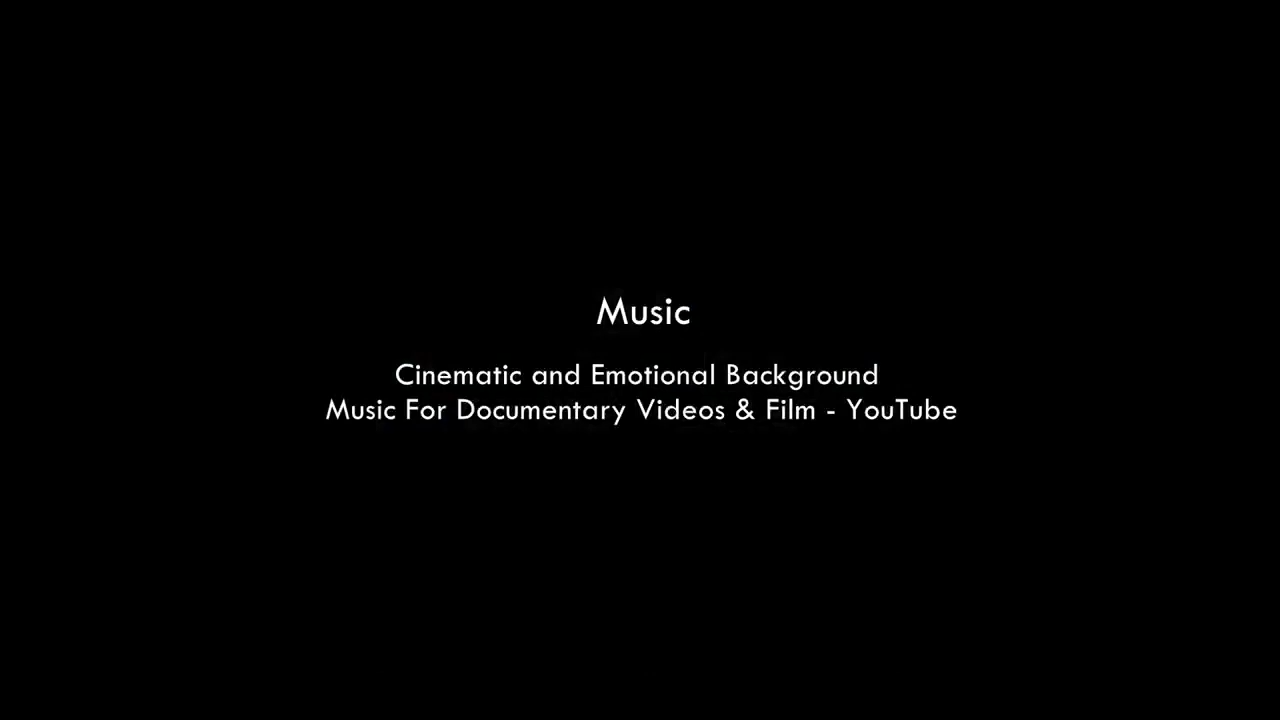 Music
Cinematic and Emotional Background
Music For Documentary Videos & Film - YouTube